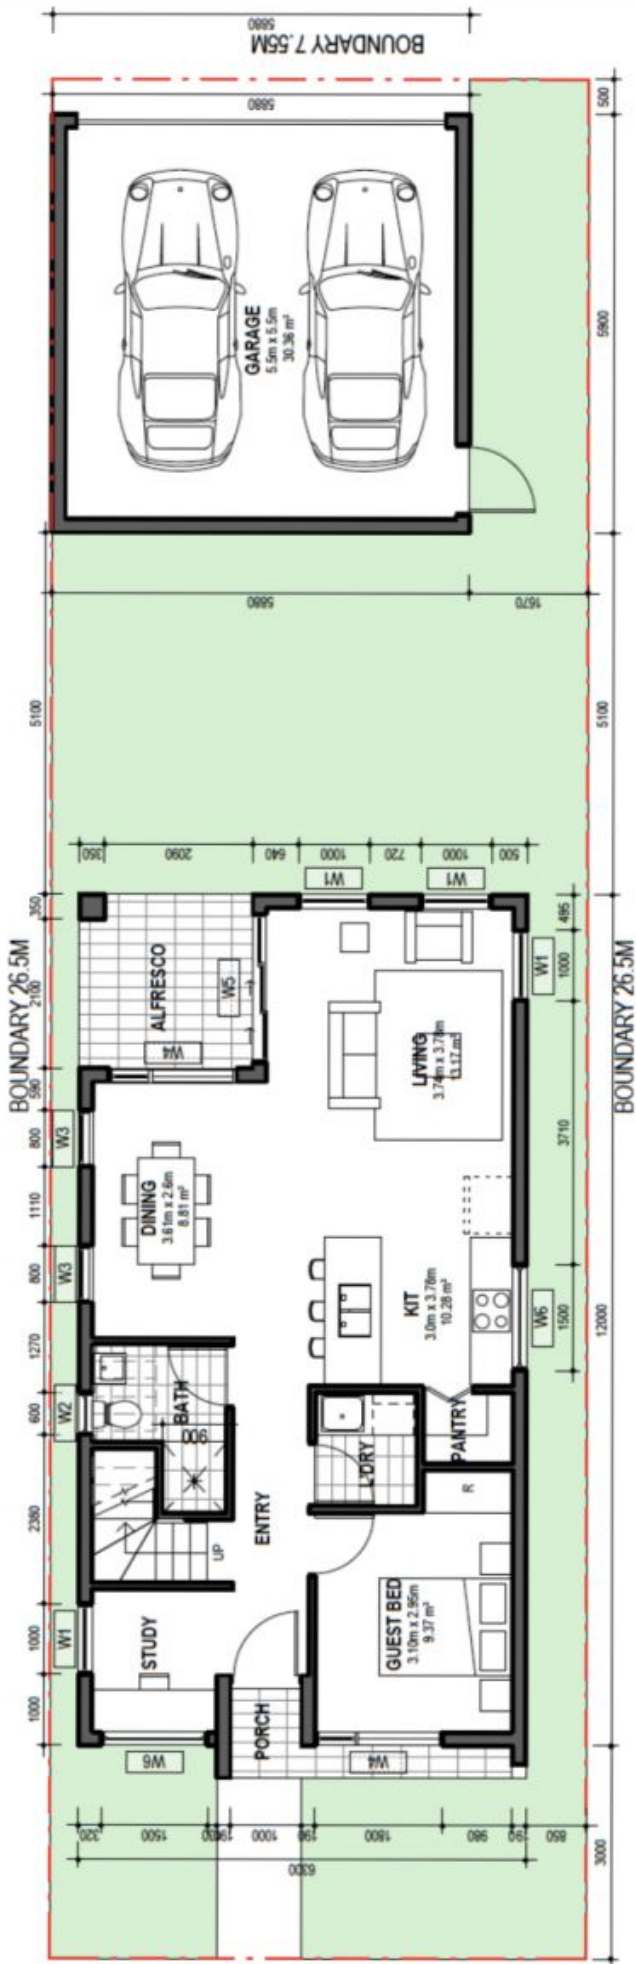 5880
BOUNDARY 7.55M
5880
500
GARAGE
5.5m x 5.5m
30.36 m²
5900
5880
1670
5100
5100
350
2090
640
1000
720
1000
500
W1
W1
BOUNDARY 26.5M
350
2100
590
800
1110
800
1270
600
2380
1000
1000
ALFRESCO
W5
W4
W3
W3
W2
W1
495
1000
W1
3710
1500
W6
12000
BOUNDARY 26.5M
LIVING
3.74m x 3.78m
13.17 m²
DINING
3.61m x 2.6m
8.81 m²
KIT
3.0m x 3.78m
10.28 m²
BATH
900
PANTRY
L'DRY
R
ENTRY
UP
STUDY
GUEST BED
3.10m x 2.95m
9.37 m²
PORCH
W6
W4
320
1500
190
1000
190
1800
980
190
850
6300
3000